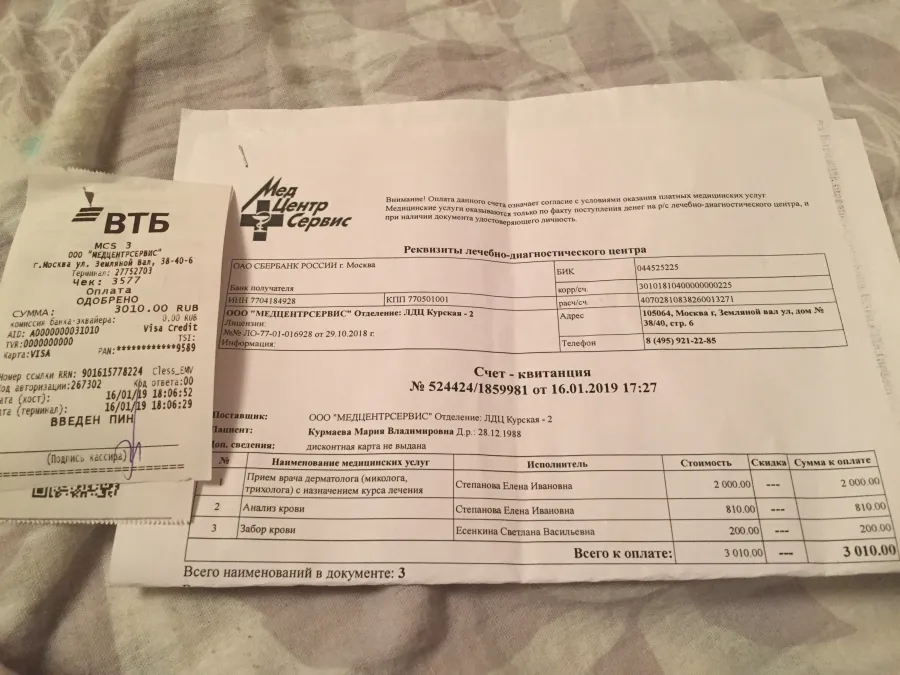 ВТБ
MCS 3
ООО "МЕДЦЕНТРСЕРВИС"
г.Москва ул. Земляной Вал, 38-40-6
Терминал: 27752703
Чек: 3577
Оплата
ОДОБРЕНО
СУММА: 3010.00 RUB
комиссия банка-эквайера: 0.00 RUB
Visa Credit
AID: A0000000031010
TSI:
TVR:0000000000
Карта:VISA PAN:************9589
Номер ссылки RRN: 901615778224 Cless_EMV
код авторизации:267302 Код ответа:00
дата (хост): 16/01/19 18:06:52
дата (терминал): 16/01/19 18:06:29
ВВЕДЕН ПИН
(Подпись кассира)
Мед
Центр
Сервис
Внимание! Оплата данного счета означает согласие с условиями оказания платных медицинских услуг
Медицинские услуги оказываются только по факту поступления денег на р/с лечебно-диагностического центра, и
при наличии документа удостоверяющего личность.
Реквизиты лечебно-диагностического центра
ОАО СБЕРБАНК РОССИИ г. Москва
БИК 044525225
Банк получателя
корр/сч. 30101810400000000225
ИНН 7704184928 КПП 770501001
расч/сч. 40702810838260013271
ООО "МЕДЦЕНТРСЕРВИС" Отделение: ЛДЦ Курская - 2
Лицензии:
№№ ЛО-77-01-016928 от 29.10.2018 г.
Информация:
Адрес 105064, Москва г, Земляной вал ул, дом №
38/40, стр. 6
Телефон 8 (495) 921-22-85
Счет - квитанция
№ 524424/1859981 от 16.01.2019 17:27
Поставщик: ООО "МЕДЦЕНТРСЕРВИС" Отделение: ЛДЦ Курская - 2
Пациент: Курмаева Мария Владимировна Д.р.: 28.12.1988
Доп. сведения: дисконтная карта не выдана
№ Наименование медицинских услуг Исполнитель Стоимость Скидка Сумма к оплате
1 Прием врача дерматолога (миколога,
трихолога) с назначением курса лечения Степанова Елена Ивановна 2 000.00 --- 2 000.00
2 Анализ крови Степанова Елена Ивановна 810.00 --- 810.00
3 Забор крови Есенкина Светлана Васильевна 200.00 --- 200.00
Всего к оплате: 3 010.00 --- 3 010.00
Всего наименований в документе: 3